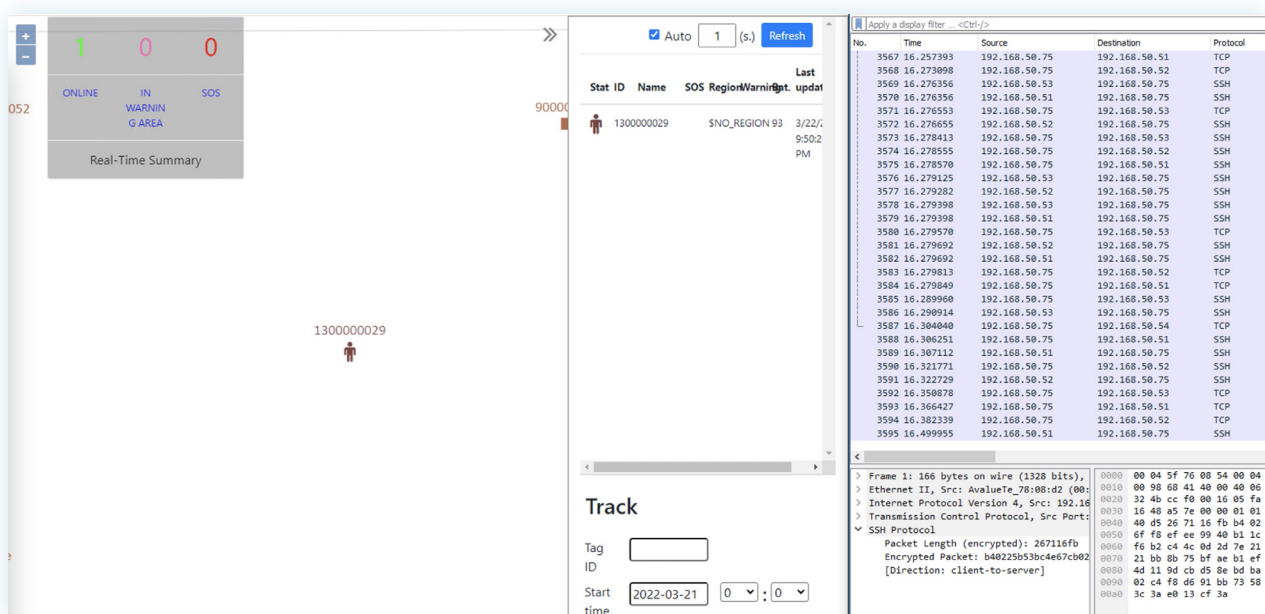 +
−
1 0 0
ONLINE IN WARNIN G AREA SOS
Real-Time Summary
052
90000
1300000029
e
Auto 1 (s.) Refresh
Stat ID Name SOS Region Warning Bat. Last updat
1300000029 $NO_REGION 93 3/22/2 9:50:2 PM
Track
Tag ID
Start time 2022-03-21 0 : 0
Apply a display filter ... <Ctrl-/>
No. Time Source Destination Protocol
3567 16.257393 192.168.50.75 192.168.50.51 TCP
3568 16.273098 192.168.50.75 192.168.50.52 TCP
3569 16.276356 192.168.50.53 192.168.50.75 SSH
3570 16.276356 192.168.50.51 192.168.50.75 SSH
3571 16.276553 192.168.50.75 192.168.50.53 TCP
3572 16.276655 192.168.50.52 192.168.50.75 SSH
3573 16.278413 192.168.50.75 192.168.50.53 SSH
3574 16.278555 192.168.50.75 192.168.50.52 SSH
3575 16.278570 192.168.50.75 192.168.50.51 SSH
3576 16.279125 192.168.50.53 192.168.50.75 SSH
3577 16.279282 192.168.50.52 192.168.50.75 SSH
3578 16.279398 192.168.50.53 192.168.50.75 SSH
3579 16.279398 192.168.50.51 192.168.50.75 SSH
3580 16.279570 192.168.50.75 192.168.50.53 TCP
3581 16.279692 192.168.50.52 192.168.50.75 SSH
3582 16.279692 192.168.50.51 192.168.50.75 SSH
3583 16.279813 192.168.50.75 192.168.50.52 TCP
3584 16.279849 192.168.50.75 192.168.50.51 TCP
3585 16.289960 192.168.50.75 192.168.50.53 SSH
3586 16.290914 192.168.50.53 192.168.50.75 SSH
3587 16.304040 192.168.50.75 192.168.50.54 TCP
3588 16.306251 192.168.50.75 192.168.50.51 SSH
3589 16.307112 192.168.50.51 192.168.50.75 SSH
3590 16.321771 192.168.50.75 192.168.50.52 SSH
3591 16.322729 192.168.50.52 192.168.50.75 SSH
3592 16.350878 192.168.50.75 192.168.50.53 TCP
3593 16.366427 192.168.50.75 192.168.50.51 TCP
3594 16.382339 192.168.50.75 192.168.50.52 TCP
3595 16.499955 192.168.50.51 192.168.50.75 SSH
Frame 1: 166 bytes on wire (1328 bits),
Ethernet II, Src: AvalueTe_78:08:d2 (00:
Internet Protocol Version 4, Src: 192.16
Transmission Control Protocol, Src Port:
SSH Protocol
Packet Length (encrypted): 267116fb
Encrypted Packet: b40225b53bc4e67cb02
[Direction: client-to-server]
0000 00 04 5f 76 08 54 00 04
0010 00 98 68 41 40 00 40 06
0020 32 4b cc f0 00 16 05 fa
0030 16 48 a5 7e 00 00 01 01
0040 40 d5 26 71 16 fb b4 02
0050 6f f8 ef ee 99 40 b1 1c
0060 f6 b2 c4 4c 0d 2d 7e 21
0070 21 bb 8b 75 bf ae b1 ef
0080 4d 11 9d cb d5 8e bd ba
0090 02 c4 f8 d6 91 bb 73 58
00a0 3c 3a e0 13 cf 3a